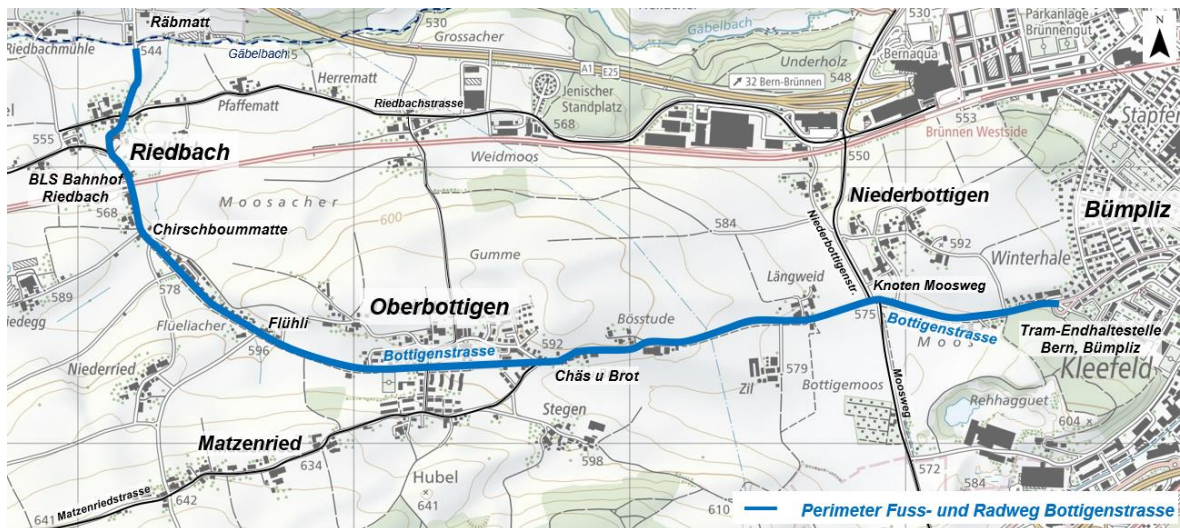 Räbmatt
530
Grossacher
530
Gäbelbach
Parkanlage
Brünnengut
N
Riedbachmühle
544
Gäbelbach
Bernaqua
Underholz
A1
E25
32 Bern-Brünnen
548
Herrematt
Jenischer
Standplatz
Pfaffematt
Riedbachstrasse
568
553
Stapfen
555
Brünnen Westside
Riedbach
Weidmoos
550
BLS Bahnhof
Riedbach
Niederbottigen
Bümpliz
568
Moosacher
600
584
Niederbottigenstr.
592
Chirschboummatte
Gumme
Winterhale
578
Längweid
Knoten Moosweg
589
Oberbottigen
Flüeliacher
Flühli
Bösstude
575
Bottigenstrasse
Tram-Endhaltestelle
Bern, Bümpliz
596
Bottigenstrasse
592
Moos
Chäs u Brot
Kleefeld
Niederried
Zil
579
Bottigemoos
Moosweg
Rehhagguet
604
Stegen
Matzenried
634
598
572
Hubel
584
641
Matzenriedstrasse
642
641
610
Perimeter Fuss- und Radweg Bottigenstrasse